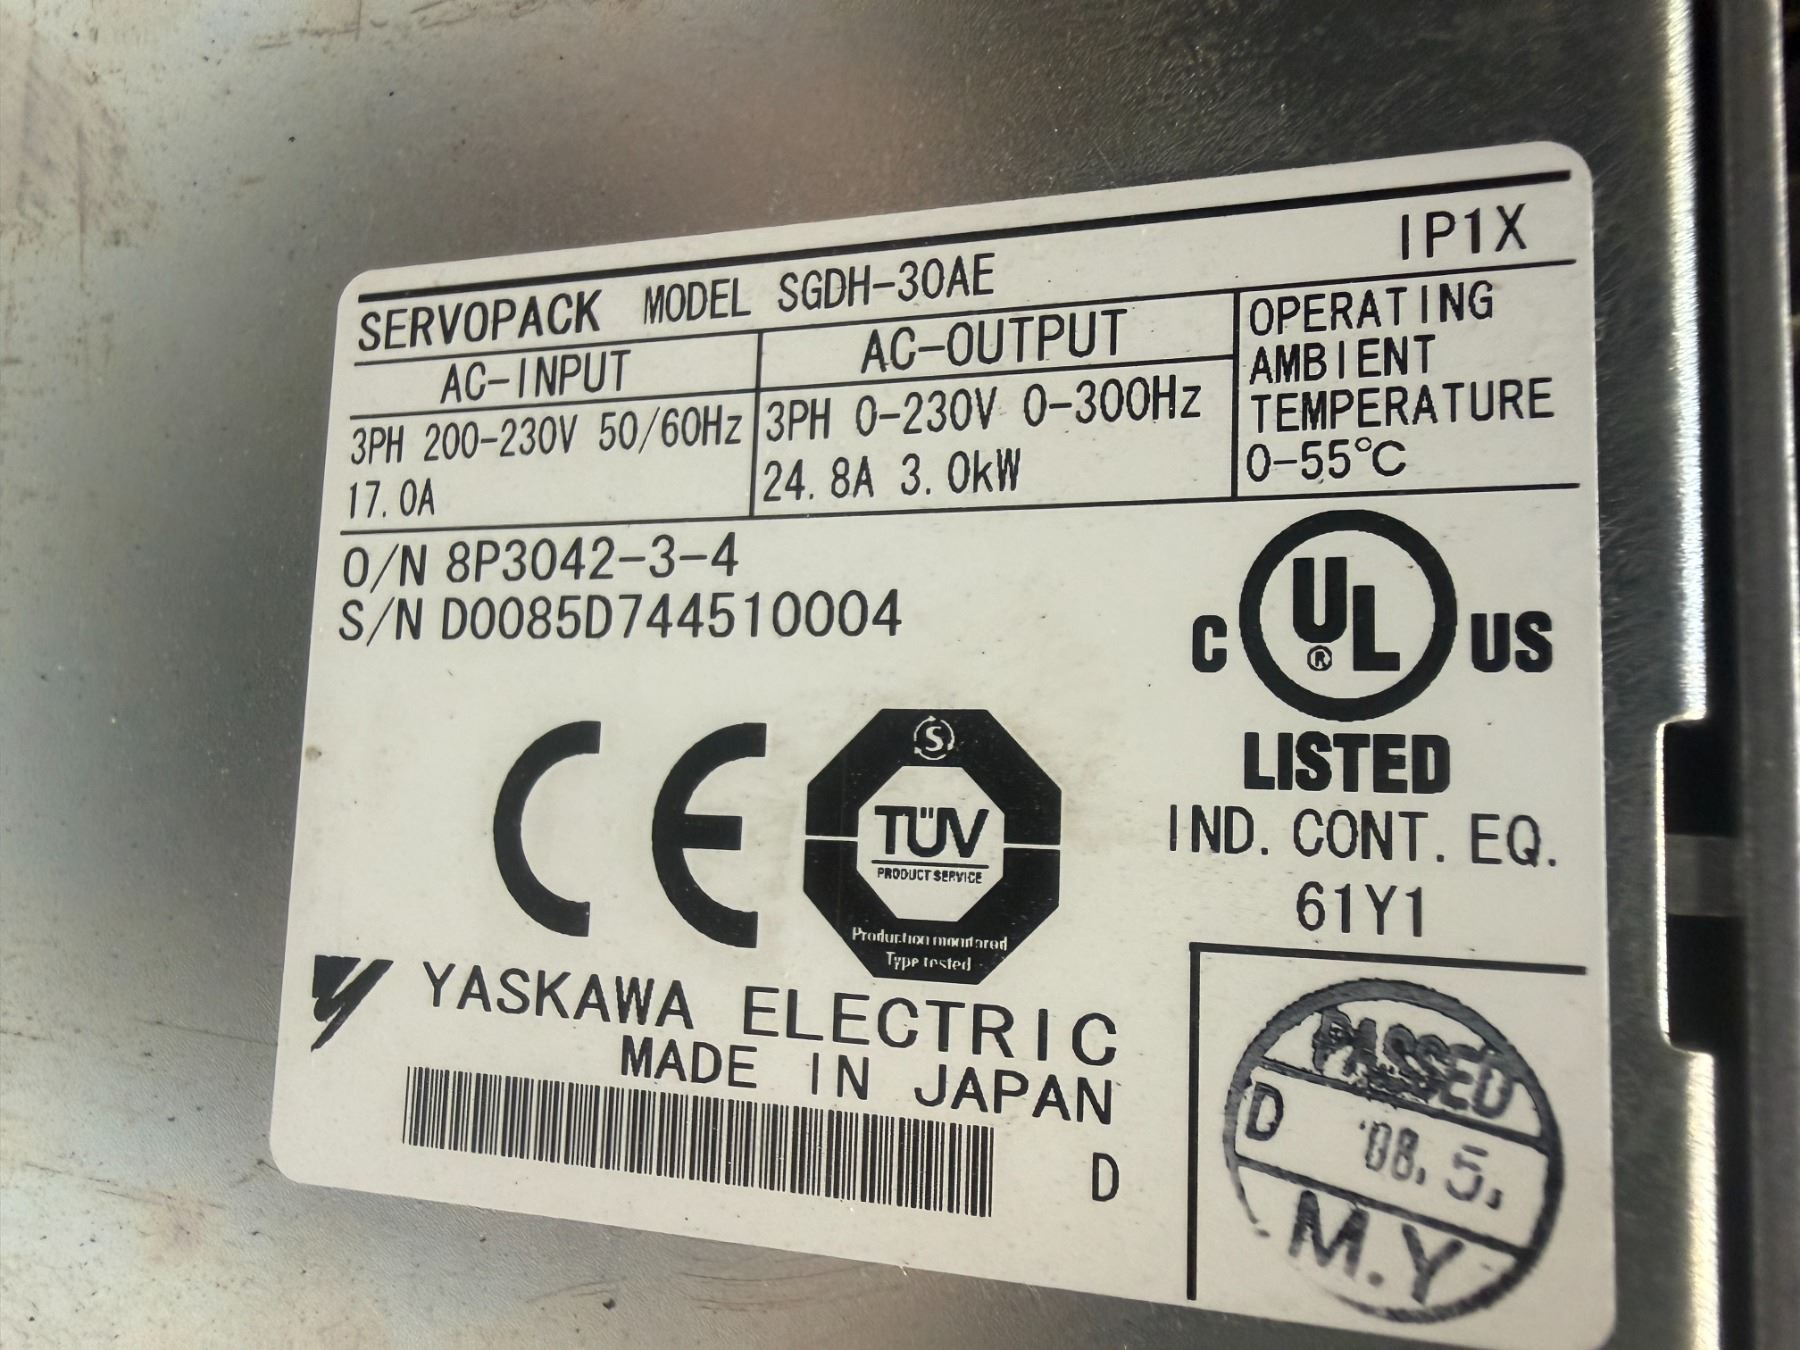 SERVOPACK MODEL SGDH-30AE IP1X
AC-INPUT
3PH 200-230V 50/60Hz
17.0A
AC-OUTPUT
3PH 0-230V 0-300Hz
24.8A 3.0kW
OPERATING
AMBIENT
TEMPERATURE
0-55°C
O/N 8P3042-3-4
S/N D0085D744510004
C UL ® US
LISTED
IND. CONT. EQ.
61Y1
CE
S
TÜV
PRODUCT SERVICE
Production monitored
Type tested
YASKAWA ELECTRIC
MADE IN JAPAN
D
PASSED
D '08.5.
M.Y